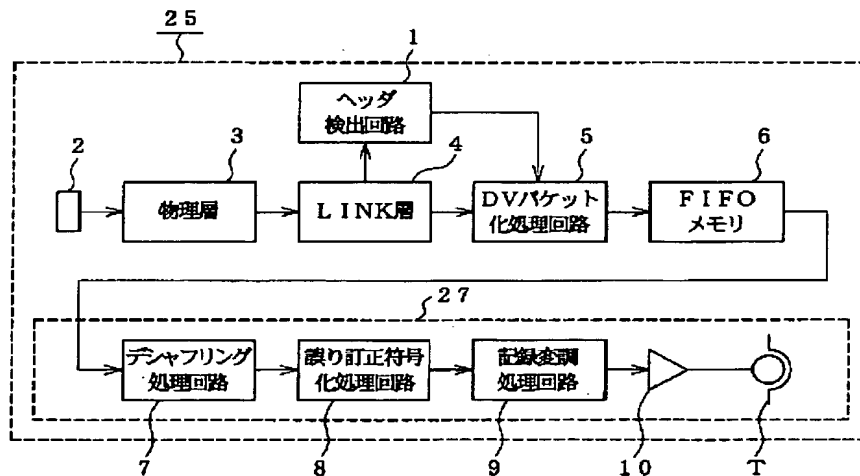 25
1
ヘッダ
検出回路
2
3
4
5
6
物理層
LINK層
DVパケット
化処理回路
FIFO
メモリ
27
デシャフリング
処理回路
誤り訂正符号
化処理回路
記録変調
処理回路
7
8
9
10
T